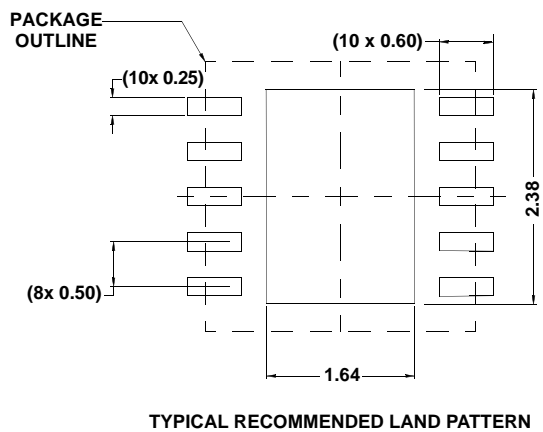 PACKAGE
OUTLINE
(10 x 0.60)
(10x 0.25)
2.38
(8x 0.50)
1.64
TYPICAL RECOMMENDED LAND PATTERN